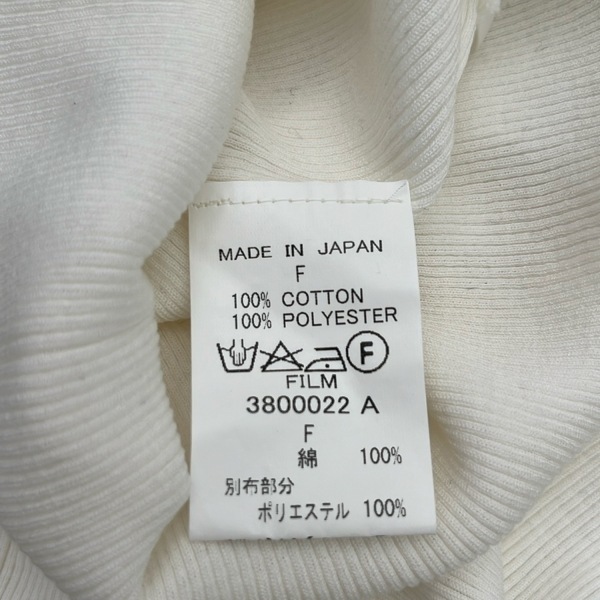 MADE IN JAPAN
F
100% COTTON
100% POLYESTER
F
FILM
3800022 A
F
綿 100%
別布部分
ポリエステル 100%